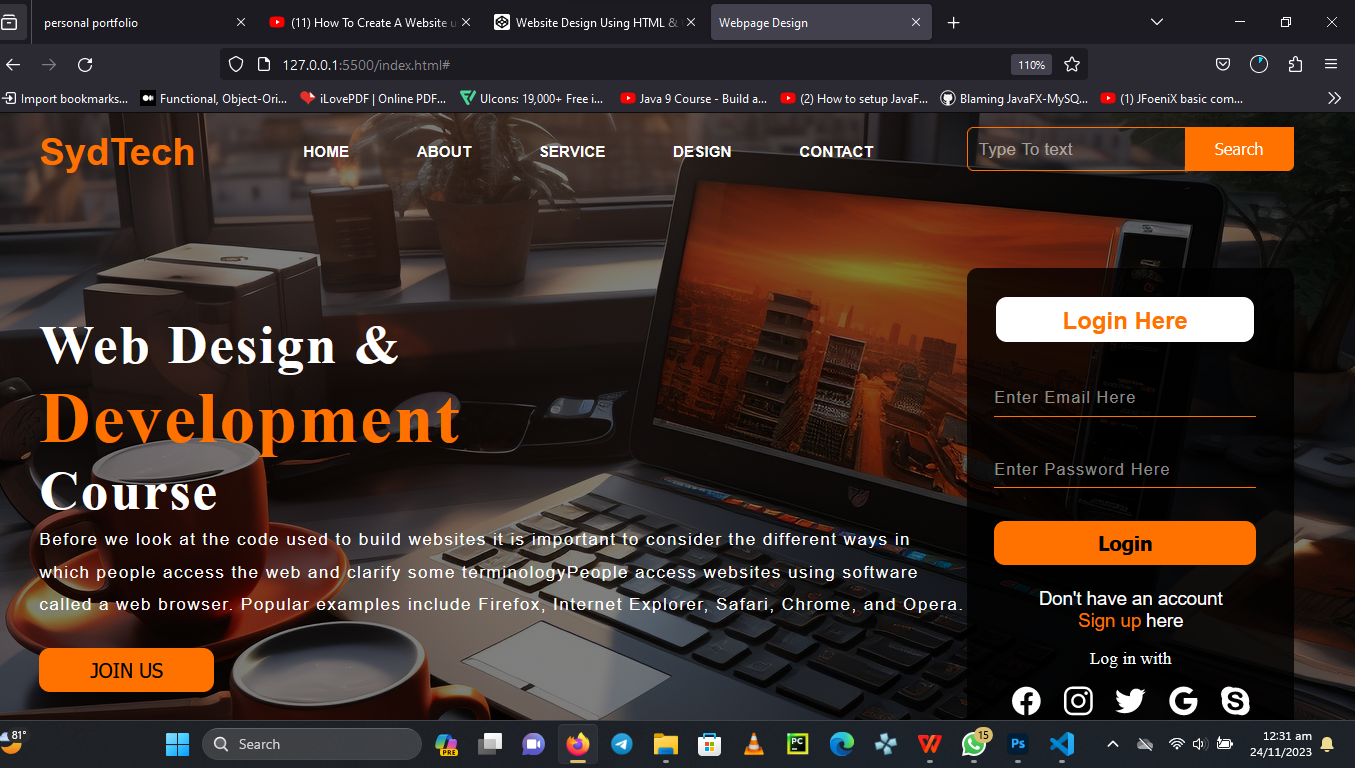 personal portfolio
(11) How To Create A Website u
Website Design Using HTML &
Webpage Design
127.0.0.1:5500/index.html#
110%
Import bookmarks...
Functional, Object-Ori...
iLovePDF | Online PDF...
UIcons: 19,000+ Free i...
Java 9 Course - Build a...
(2) How to setup JavaF...
Blaming JavaFX-MySQ...
(1) JFoeniX basic com...
SydTech
HOME
ABOUT
SERVICE
DESIGN
CONTACT
Type To text
Search
Web Design &
Development
Course
Before we look at the code used to build websites it is important to consider the different ways in
which people access the web and clarify some terminologyPeople access websites using software
called a web browser. Popular examples include Firefox, Internet Explorer, Safari, Chrome, and Opera.
JOIN US
Login Here
Enter Email Here
Enter Password Here
Login
Don't have an account
Sign up here
Log in with
81°
Search
PRE
PC
15
Ps
12:31 am
24/11/2023